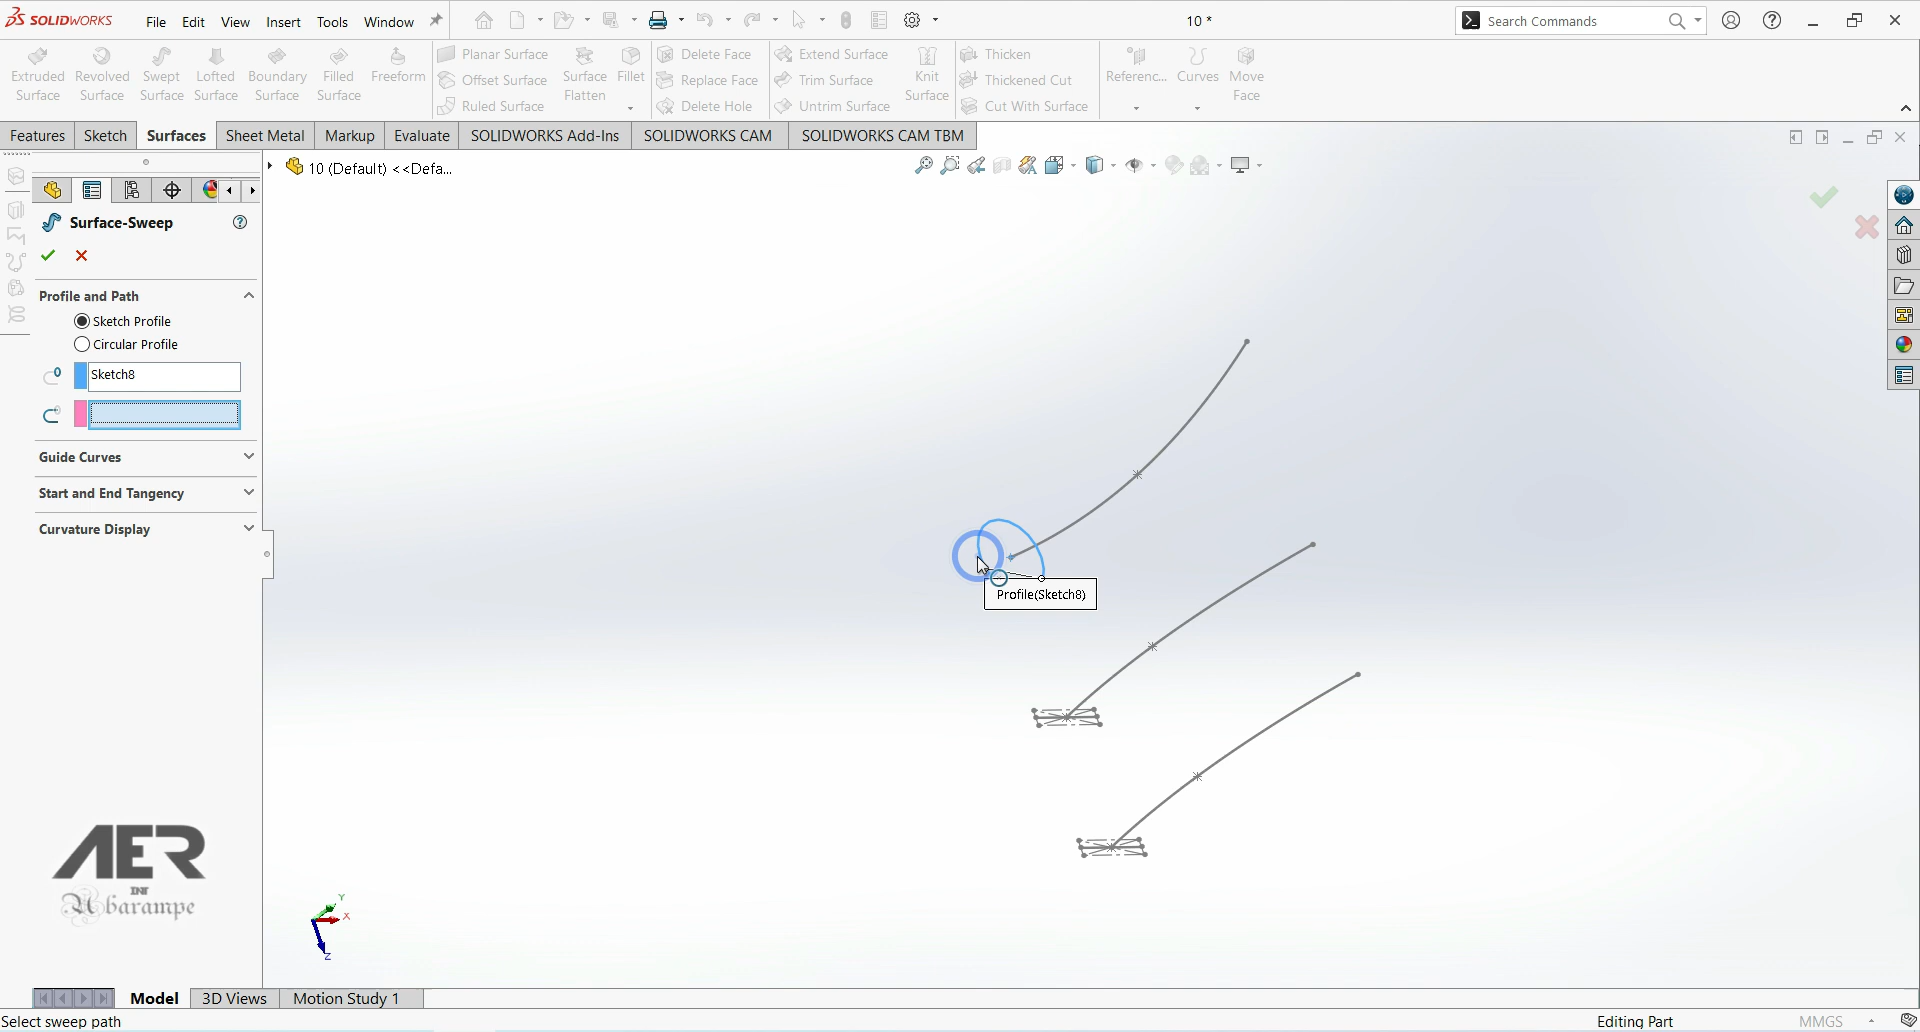 SOLIDWORKS File Edit View Insert Tools Window 10 * Search Commands
Extruded Surface
Revolved Surface
Swept Surface
Lofted Surface
Boundary Surface
Filled Surface
Freeform
Planar Surface
Offset Surface
Ruled Surface
Surface Flatten
Fillet
Delete Face
Replace Face
Delete Hole
Extend Surface
Trim Surface
Untrim Surface
Knit Surface
Thicken
Thickened Cut
Cut With Surface
Referenc...
Curves
Move Face
Features Sketch Surfaces Sheet Metal Markup Evaluate SOLIDWORKS Add-Ins SOLIDWORKS CAM SOLIDWORKS CAM TBM
10 (Default) <<Defa...
Surface-Sweep
Profile and Path
Sketch Profile
Circular Profile
Sketch8
Guide Curves
Start and End Tangency
Curvature Display
Profile(Sketch8)
AER
INT
Abarampe
Y
X
Z
Model 3D Views Motion Study 1
Select sweep path Editing Part MMGS